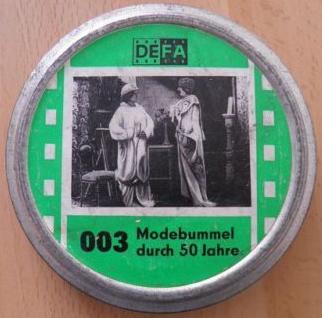 DEFA
003 Modebummel
durch 50 Jahre